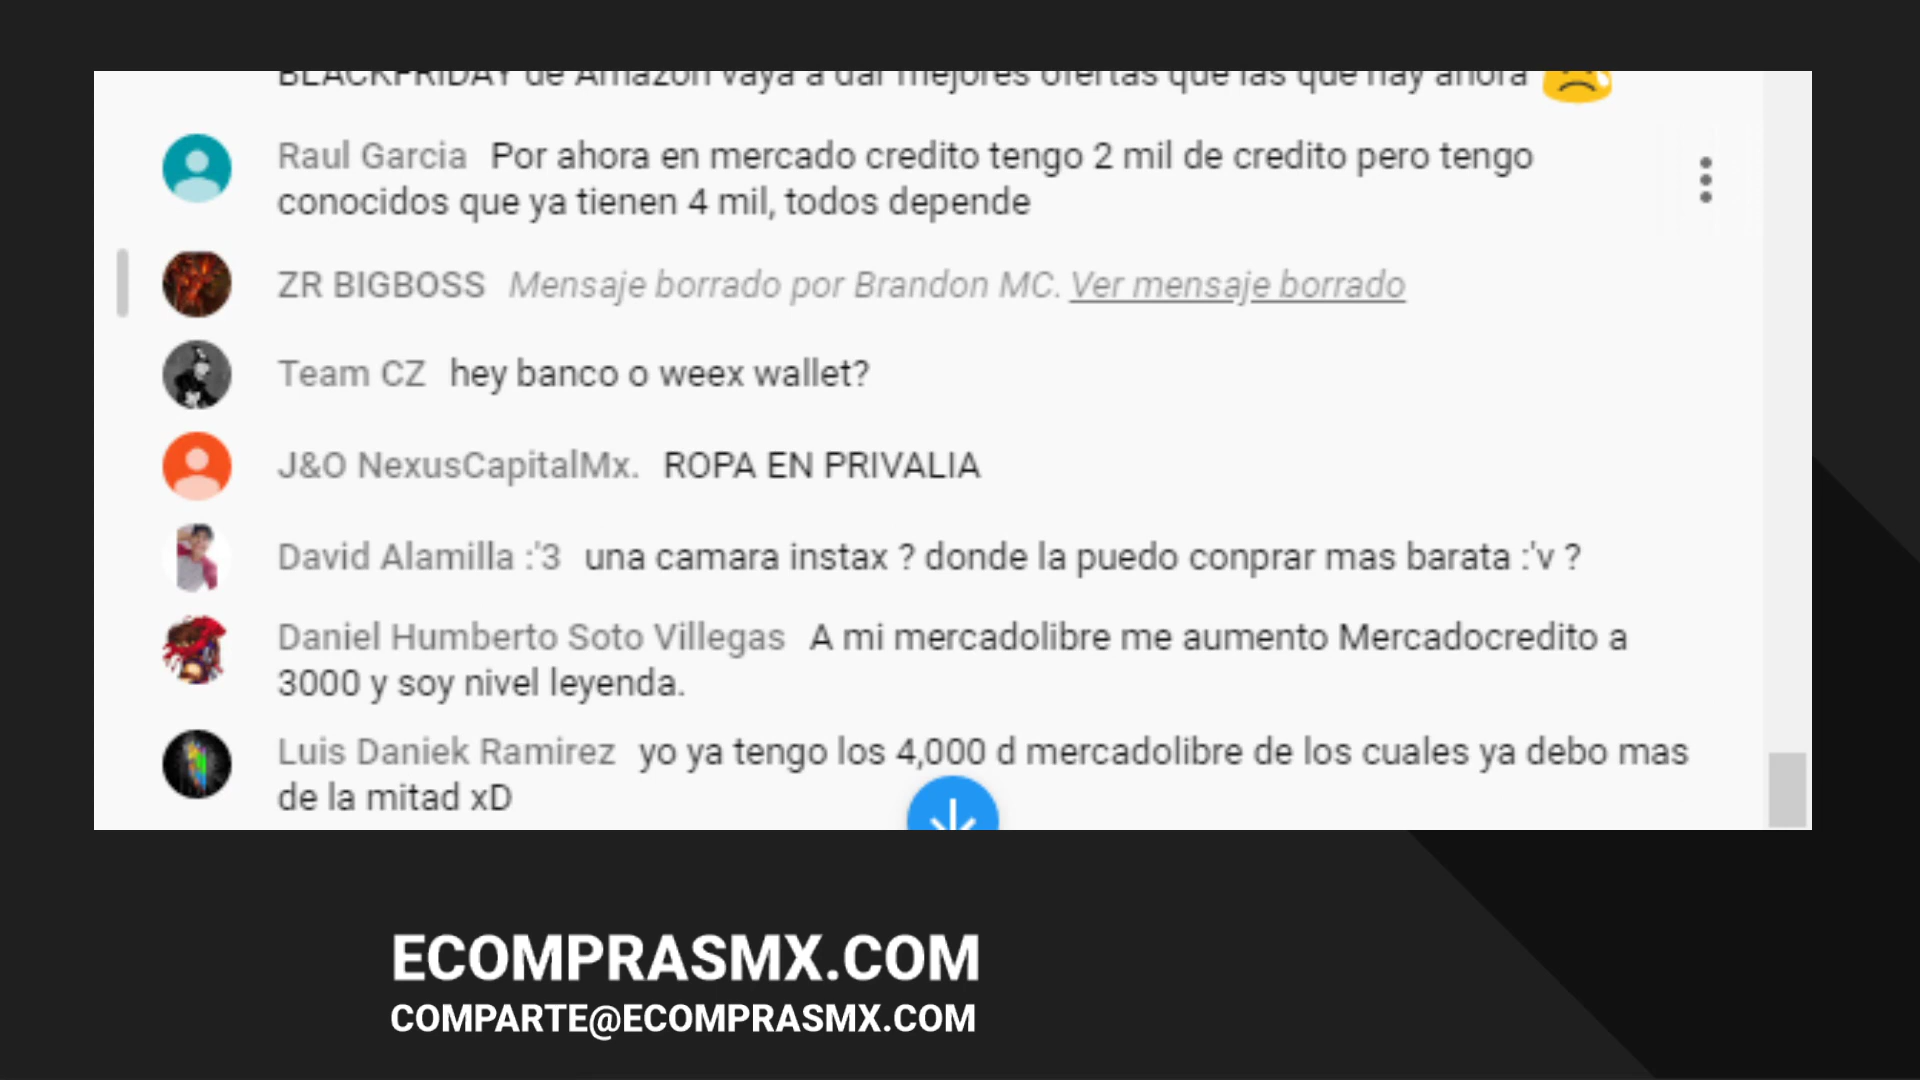 BLACKFRIDAY de Amazon vaya a dar mejores ofertas que las que hay ahora
Raul Garcia Por ahora en mercado credito tengo 2 mil de credito pero tengo
conocidos que ya tienen 4 mil, todos depende
ZR BIGBOSS Mensaje borrado por Brandon MC. Ver mensaje borrado
Team CZ hey banco o weex wallet?
J&O NexusCapitalMx. ROPA EN PRIVALIA
David Alamilla :'3 una camara instax ? donde la puedo conprar mas barata :'v ?
Daniel Humberto Soto Villegas A mi mercadolibre me aumento Mercadocredito a
3000 y soy nivel leyenda.
Luis Daniek Ramirez yo ya tengo los 4,000 d mercadolibre de los cuales ya debo mas
de la mitad xD
ECOMPRASMX.COM
COMPARTE@ECOMPRASMX.COM